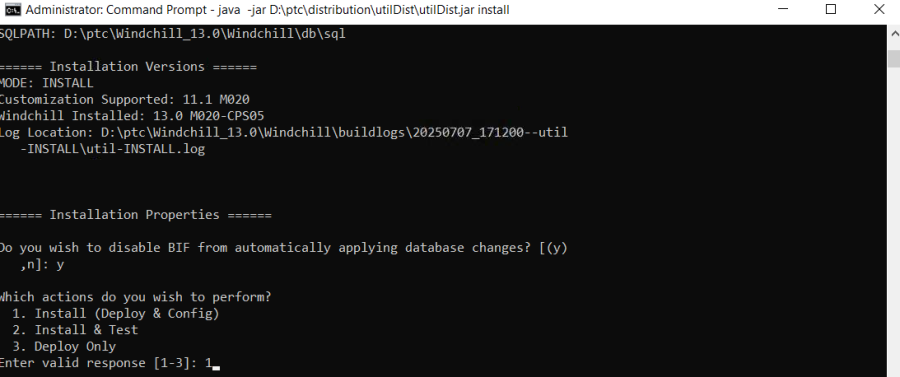 Administrator: Command Prompt - java  -jar D:\ptc\distribution\utilDist\utilDist.jar install
SQLPATH: D:\ptc\Windchill_13.0\Windchill\db\sql
====== Installation Versions ======
MODE: INSTALL
Customization Supported: 11.1 M020
Windchill Installed: 13.0 M020-CPS05
Log Location: D:\ptc\Windchill_13.0\Windchill\buildlogs\20250707_171200--util
-INSTALL\util-INSTALL.log
====== Installation Properties ======
Do you wish to disable BIF from automatically applying database changes? [(y)
,n]: y
Which actions do you wish to perform?
1. Install (Deploy & Config)
2. Install & Test
3. Deploy Only
Enter valid response [1-3]: 1